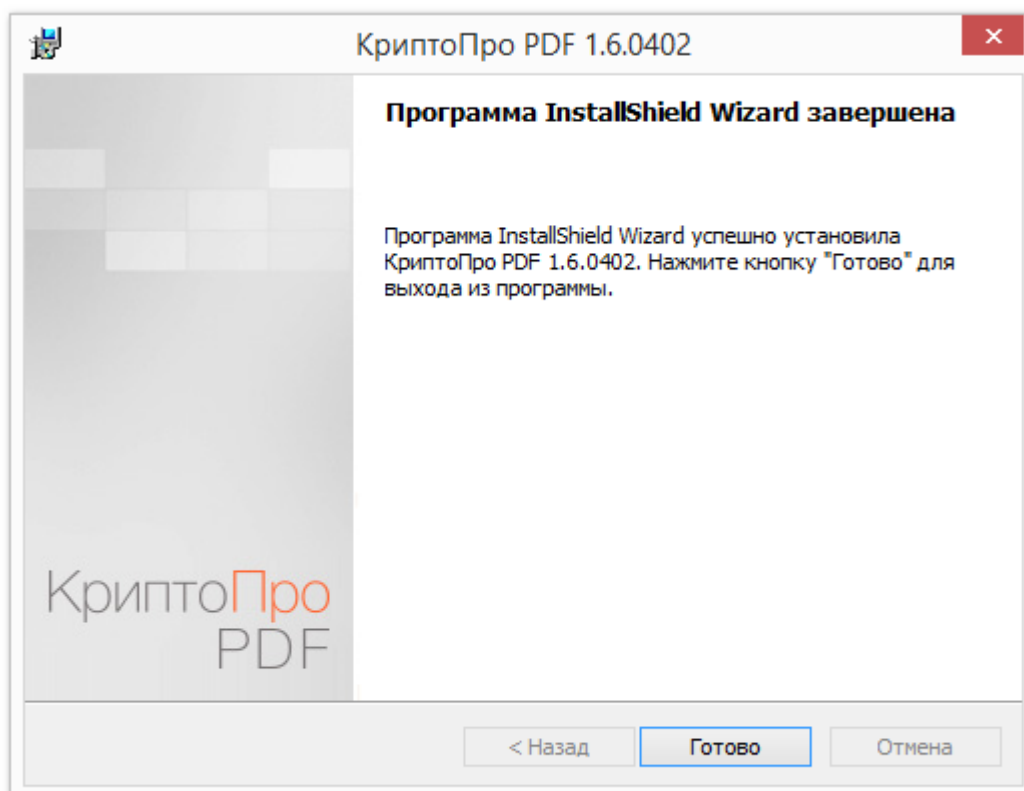 КриптоПро PDF 1.6.0402
Программа InstallShield Wizard завершена
Программа InstallShield Wizard успешно установила
КриптоПро PDF 1.6.0402. Нажмите кнопку "Готово" для
выхода из программы.
КриптоПро
PDF
< Назад
Готово
Отмена